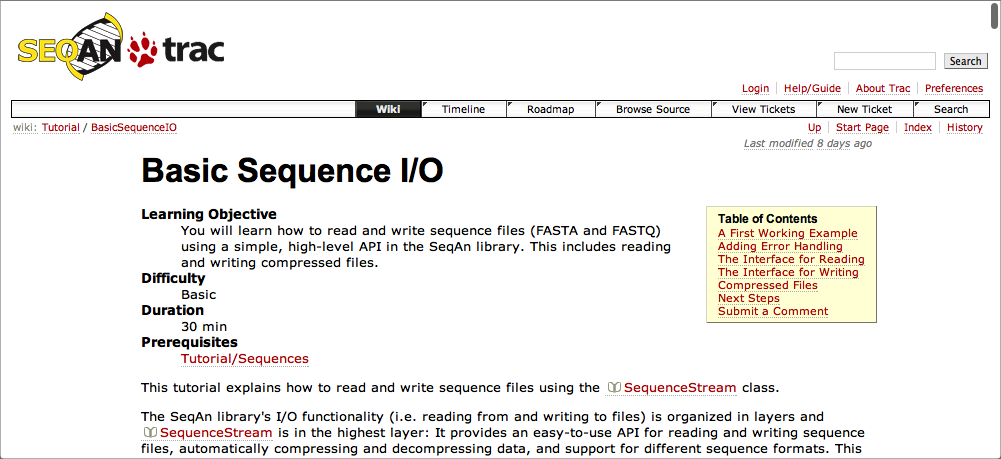 SEQAN trac
Search
Login Help/Guide About Trac Preferences
Wiki Timeline Roadmap Browse Source View Tickets New Ticket Search
wiki: Tutorial / BasicSequenceIO Up Start Page Index History
Last modified 8 days ago
Basic Sequence I/O
Learning Objective
You will learn how to read and write sequence files (FASTA and FASTQ)
using a simple, high-level API in the SeqAn library. This includes reading
and writing compressed files.
Difficulty
Basic
Duration
30 min
Prerequisites
Tutorial/Sequences
Table of Contents
A First Working Example
Adding Error Handling
The Interface for Reading
The Interface for Writing
Compressed Files
Next Steps
Submit a Comment
This tutorial explains how to read and write sequence files using the SequenceStream class.
The SeqAn library's I/O functionality (i.e. reading from and writing to files) is organized in layers and
SequenceStream is in the highest layer: It provides an easy-to-use API for reading and writing sequence
files, automatically compressing and decompressing data, and support for different sequence formats. This